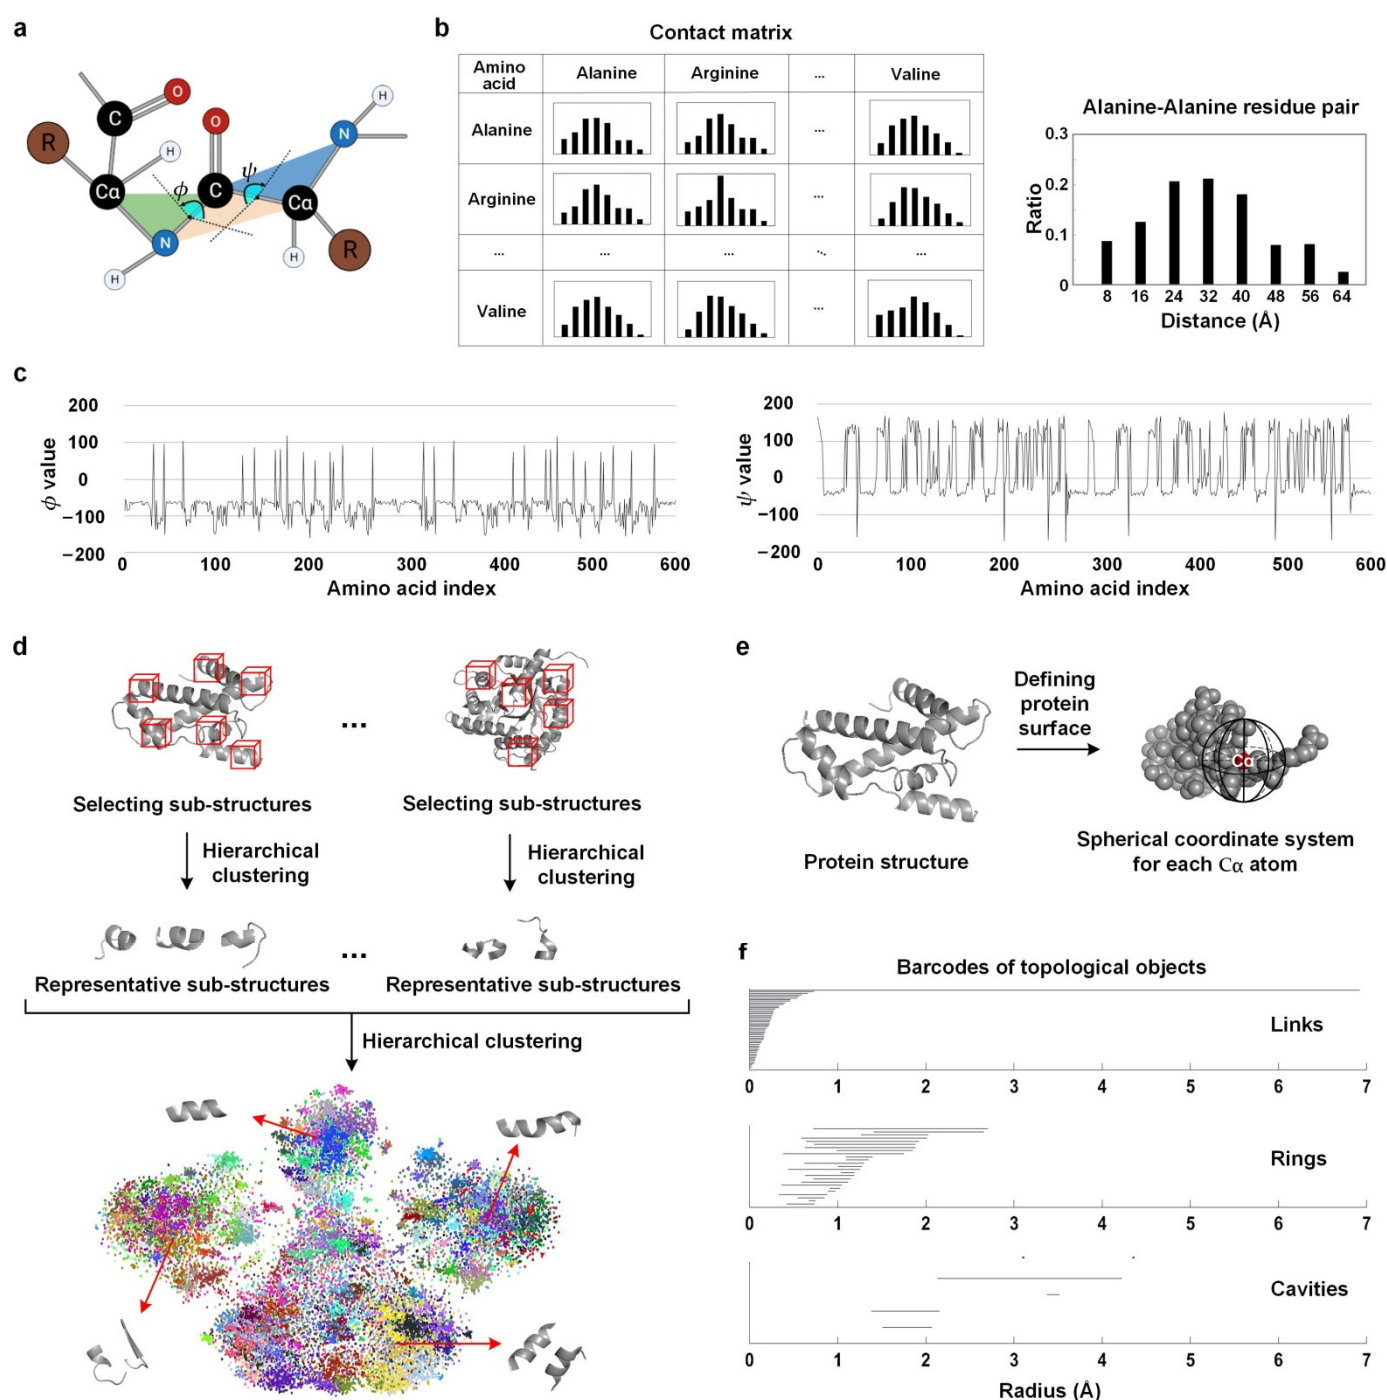 a
C
O
O
H
R
H
N
ϕ
ψ
Cα
C
Cα
N
H
H
R
b
Contact matrix
Amino
acid
Alanine
Arginine
...
Valine
Alanine
...
Arginine
...
...
...
...
...
Valine
...
Alanine-Alanine residue pair
0.3
0.2
0.1
0
Ratio
8 16 24 32 40 48 56 64
Distance (Å)
c
200
100
0
−100
−200
ϕ value
0 100 200 300 400 500 600
Amino acid index
200
100
0
−100
−200
ψ value
0 100 200 300 400 500 600
Amino acid index
d
...
Selecting sub-structures
Selecting sub-structures
Hierarchical
clustering
Hierarchical
clustering
...
Representative sub-structures
Representative sub-structures
Hierarchical clustering
e
Defining
protein
surface
Cα
Protein structure
Spherical coordinate system
for each Cα atom
f
Barcodes of topological objects
Links
0 1 2 3 4 5 6 7
Rings
0 1 2 3 4 5 6 7
Cavities
0 1 2 3 4 5 6 7
Radius (Å)